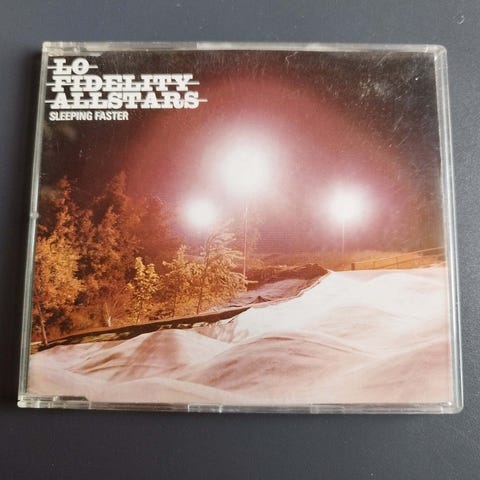 LO
FIDELITY
ALLSTARS
SLEEPING FASTER